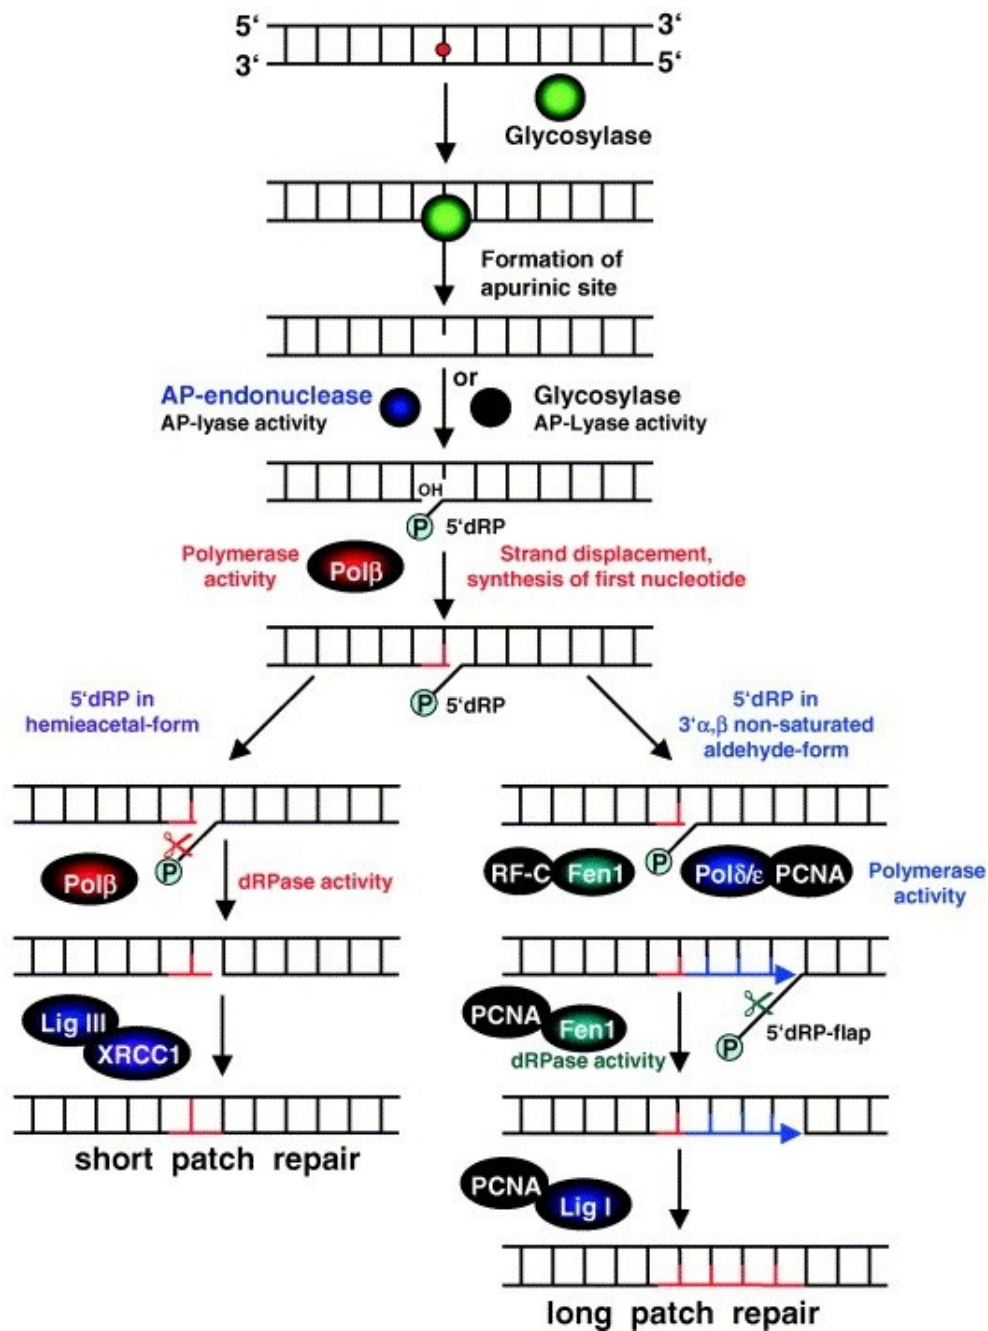 5‘
3‘
3‘
5‘
Glycosylase
Formation of
apurinic site
or
AP-endonuclease
AP-lyase activity
Glycosylase
AP-Lyase activity
OH
P
5‘dRP
Polymerase
activity
Polβ
Strand displacement,
synthesis of first nucleotide
P
5‘dRP
5‘dRP in
hemieacetal-form
5‘dRP in
3‘α,β non-saturated
aldehyde-form
P
Polβ
dRPase activity
Lig III
XRCC1
short patch repair
P
RF-C
Fen1
Polδ/ε
PCNA
Polymerase
activity
PCNA
Fen1
dRPase activity
P
5‘dRP-flap
PCNA
Lig I
long patch repair